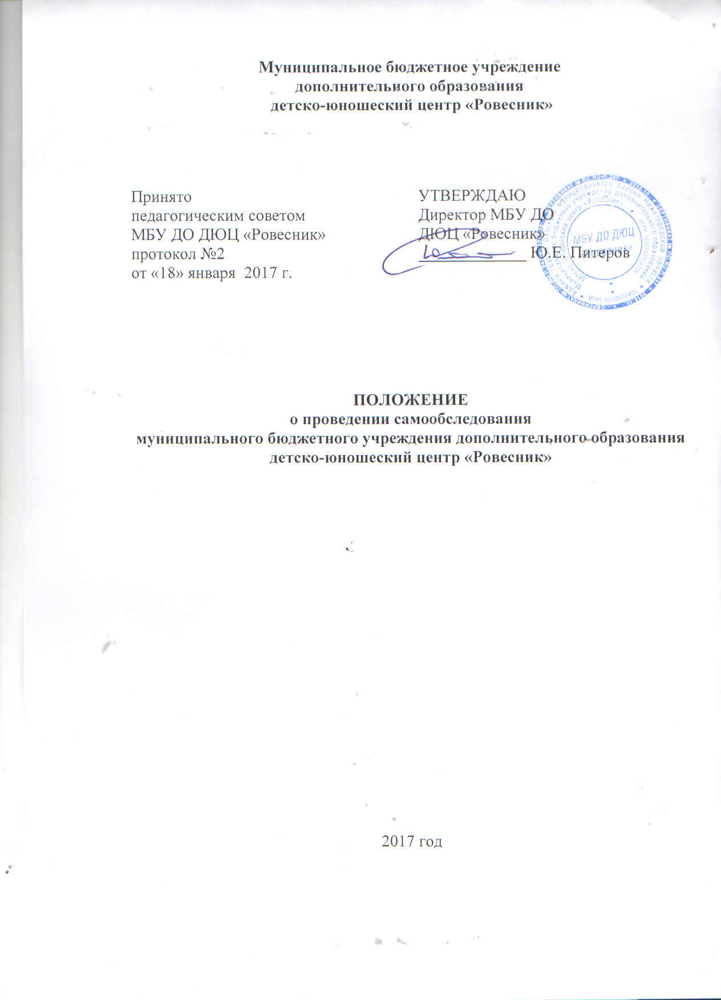 Муниципальное бюджетное учреждение
дополнительного образования
детско-юношеский центр «Ровесник»
Принято
педагогическим советом
МБУ ДО ДЮЦ «Ровесник»
протокол №2
от «18» января 2017 г.
УТВЕРЖДАЮ
Директор МБУ ДО
ДЮЦ «Ровесник»
Ю.Е. Питеров
МБУ ДО ДЮЦ
ПОЛОЖЕНИЕ
о проведении самообследования
муниципального бюджетного учреждения дополнительного образования
детско-юношеский центр «Ровесник»
2017 год